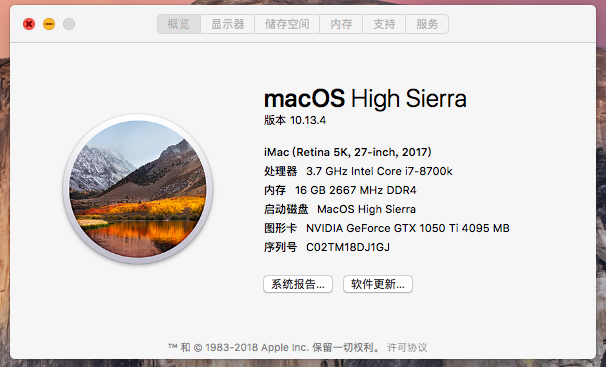 概览 显示器 储存空间 内存 支持 服务
macOS High Sierra
版本 10.13.4
iMac (Retina 5K, 27-inch, 2017)
处理器 3.7 GHz Intel Core i7-8700k
内存 16 GB 2667 MHz DDR4
启动磁盘 MacOS High Sierra
图形卡 NVIDIA GeForce GTX 1050 Ti 4095 MB
序列号 C02TM18DJ1GJ
系统报告... 软件更新...
™ 和 © 1983-2018 Apple Inc. 保留一切权利。 许可协议